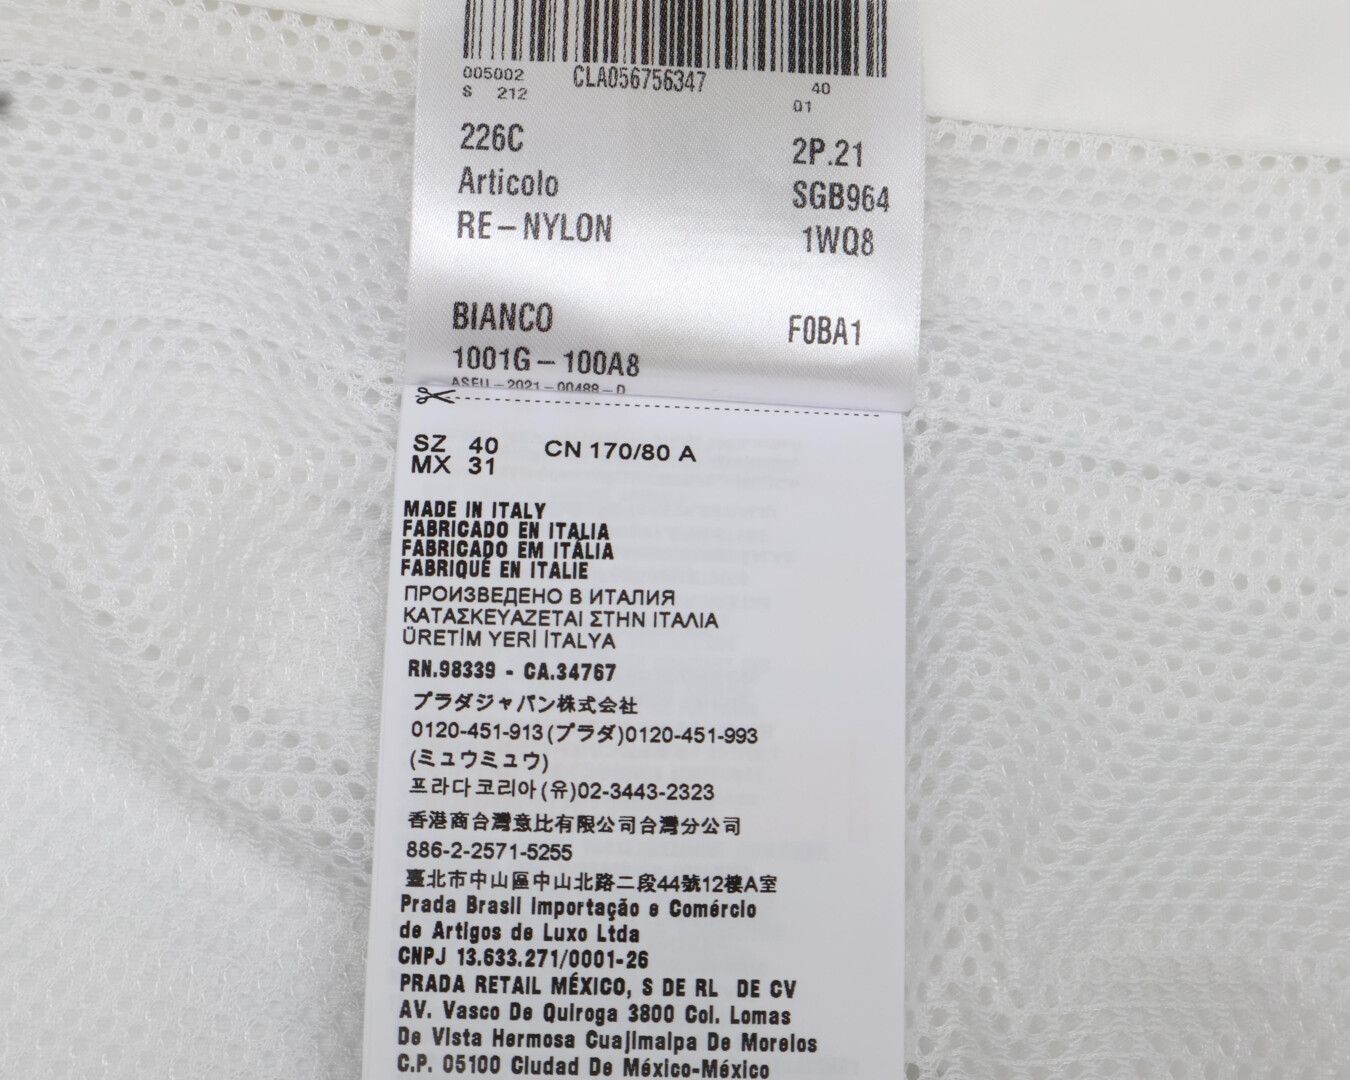 005002 CLA056756347 40
S 212 01
226C 2P.21
Articolo SGB964
RE-NYLON 1WQ8
BIANCO F0BA1
1001G-100A8
ASEU-2021-00488-D
SZ 40 CN 170/80 A
MX 31
MADE IN ITALY
FABRICADO EN ITALIA
FABRICADO EM ITÁLIA
FABRIQUÉ EN ITALIE
ПРОИЗВЕДЕНО В ИТАЛИЯ
ΚΑΤΑΣΚΕΥΑΖΕΤΑΙ ΣΤΗΝ ΙΤΑΛΙΑ
ÜRETİM YERİ İTALYA
RN.98339 - CA.34767
プラダジャパン株式会社
0120-451-913(プラダ)0120-451-993
(ミュウミュウ)
프라다코리아(유)02-3443-2323
香港商台灣意比有限公司台灣分公司
886-2-2571-5255
臺北市中山區中山北路二段44號12樓A室
Prada Brasil Importação e Comércio
de Artigos de Luxo Ltda
CNPJ 13.633.271/0001-26
PRADA RETAIL MÉXICO, S DE RL DE CV
AV. Vasco De Quiroga 3800 Col. Lomas
De Vista Hermosa Cuajimalpa De Morelos
C.P. 05100 Ciudad De México-México